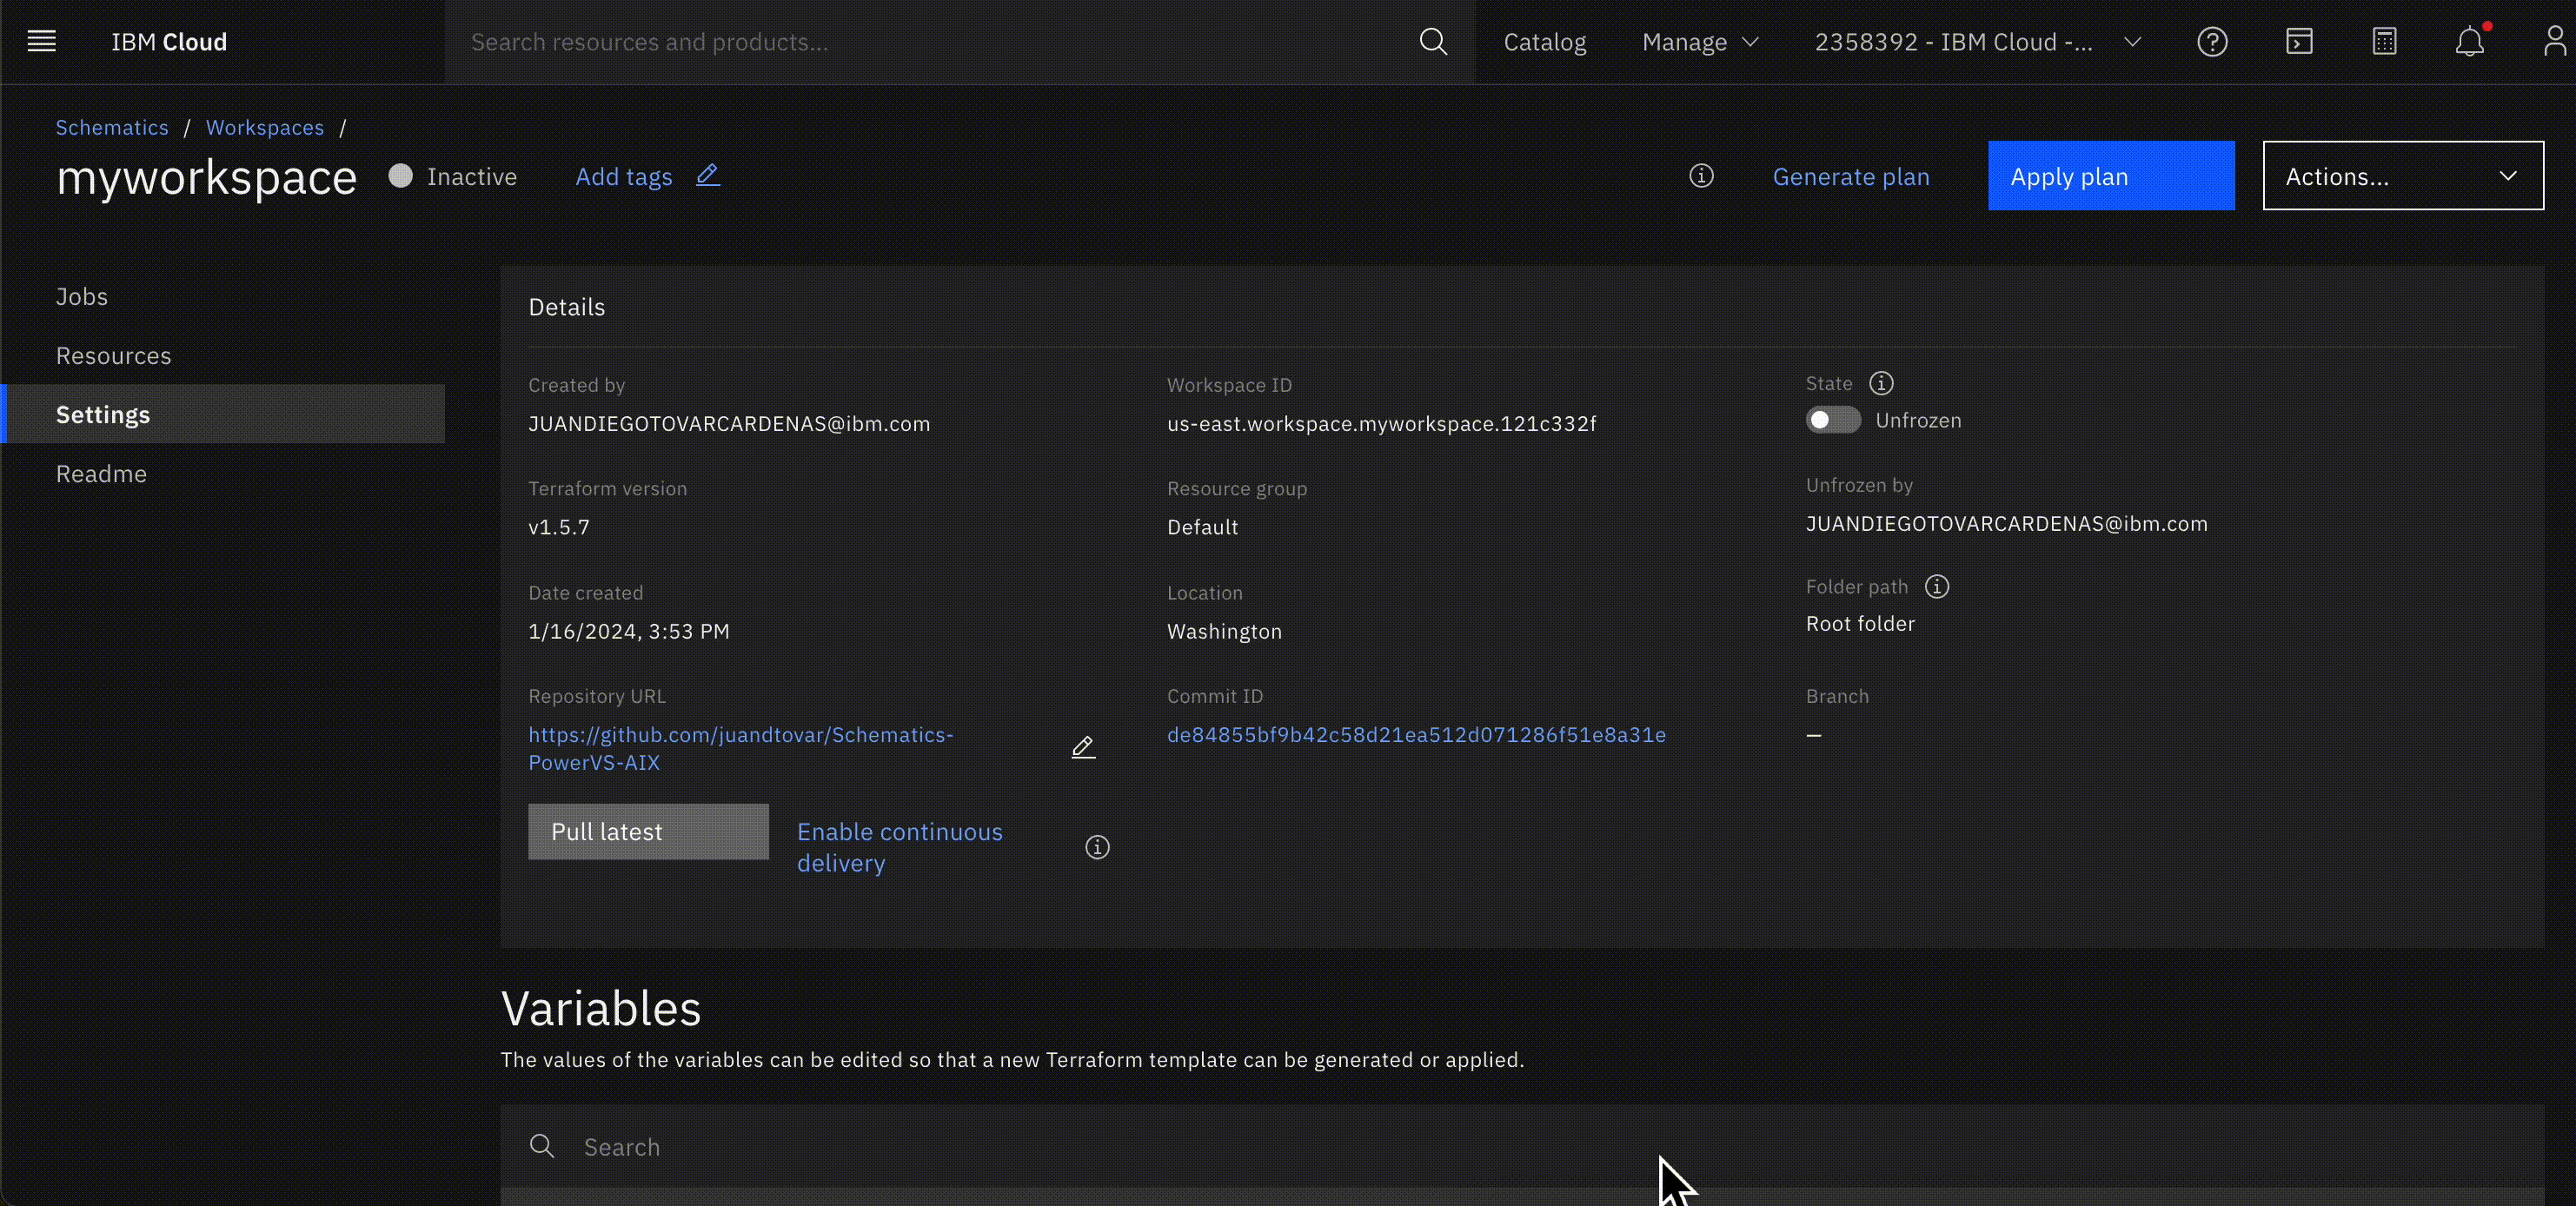 IBM Cloud
Search resources and products...
Catalog
Manage
2358392 - IBM Cloud -...
Schematics / Workspaces /
myworkspace
Inactive
Add tags
Generate plan
Apply plan
Actions...
Jobs
Resources
Settings
Readme
Details
Created by
JUANDIEGOTOVARCARDENAS@ibm.com
Workspace ID
us-east.workspace.myworkspace.121c332f
State
Unfrozen
Terraform version
v1.5.7
Resource group
Default
Unfrozen by
JUANDIEGOTOVARCARDENAS@ibm.com
Date created
1/16/2024, 3:53 PM
Location
Washington
Folder path
Root folder
Repository URL
https://github.com/juandtovar/Schematics-
PowerVS-AIX
Commit ID
de84855bf9b42c58d21ea512d071286f51e8a31e
Branch
—
Pull latest
Enable continuous
delivery
Variables
The values of the variables can be edited so that a new Terraform template can be generated or applied.
Search